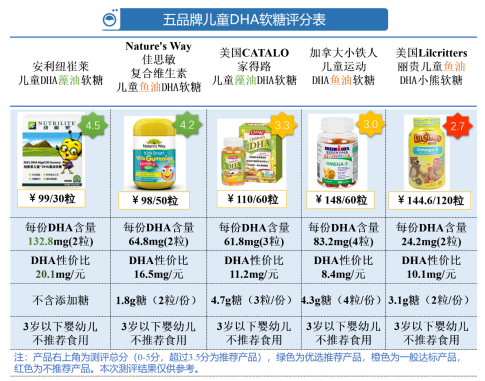 五品牌儿童DHA软糖评分表
安利纽崔莱
儿童DHA藻油软糖
Nature's Way
佳思敏
复合维生素
儿童鱼油DHA软糖
美国CATALO
家得路
儿童藻油DHA软糖
加拿大小铁人
儿童运动
DHA鱼油软糖
美国Lilcritters
丽贵儿童鱼油
DHA小熊软糖
NUTRILITE
4.5
Nature's Way
4.2
DHA
3.3
OMEGA-3
3.0
2.7
￥99/30粒
￥98/50粒
￥110/60粒
￥148/60粒
￥144.6/120粒
每份DHA含量
132.8mg(2粒)
每份DHA含量
64.8mg(2粒)
每份DHA含量
61.8mg(3粒)
每份DHA含量
83.2mg(4粒)
每份DHA含量
24.2mg(2粒)
DHA性价比
20.1mg/元
DHA性价比
16.5mg/元
DHA性价比
11.2mg/元
DHA性价比
8.4mg/元
DHA性价比
10.1mg/元
不含添加糖
1.8g糖（2粒/份）
4.7g糖（3粒/份）
4.3g糖（4粒/份）
3.1g糖（2粒/份）
3岁以下婴幼儿
不推荐食用
3岁以下婴幼儿
不推荐食用
3岁以下婴幼儿
不推荐食用
3岁以下婴幼儿
不推荐食用
3岁以下婴幼儿
不推荐食用
注：产品右上角为测评总分（0-5分，超过3.5分为推荐产品），绿色为优选推荐产品，橙色为一般达标产品，
红色为不推荐产品。本次测评结果仅供参考。